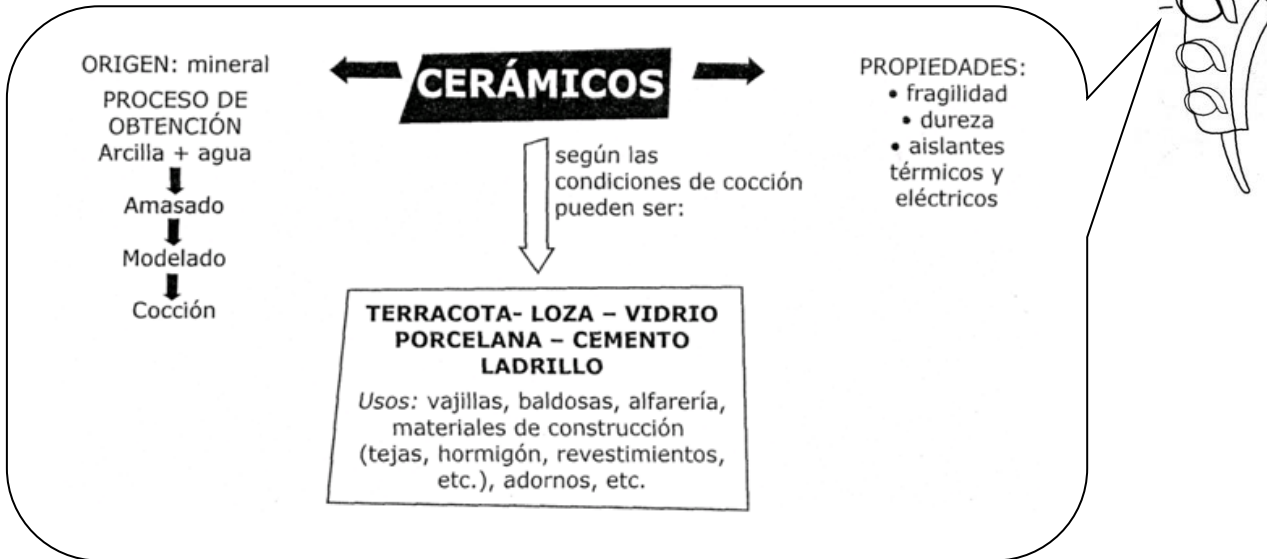 CERÁMICOS
ORIGEN: mineral
PROCESO DE
OBTENCIÓN
Arcilla + agua
Amasado
Modelado
Cocción
según las
condiciones de cocción
pueden ser:
TERRACOTA- LOZA – VIDRIO
PORCELANA – CEMENTO
LADRILLO
Usos: vajillas, baldosas, alfarería,
materiales de construcción
(tejas, hormigón, revestimientos,
etc.), adornos, etc.
PROPIEDADES:
• fragilidad
• dureza
• aislantes
térmicos y
eléctricos